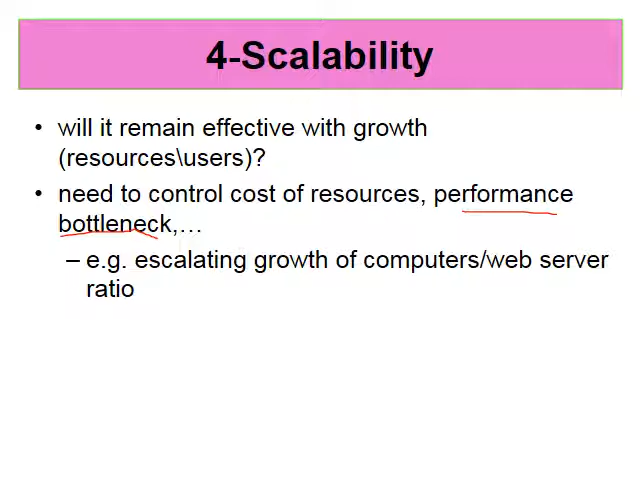 4-Scalability
• will it remain effective with growth
(resources\users)?
• need to control cost of resources, performance
bottleneck,…
– e.g. escalating growth of computers/web server
ratio